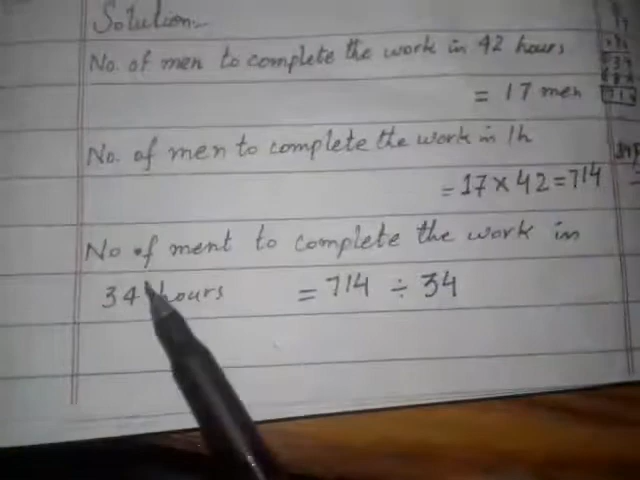 Solution:-
No. of men to complete the work in 42 hours
= 17 men
No. of men to complete the work in 1h
= 17 × 42 = 714
No of ment to complete the work in
34 hours = 714 ÷ 34